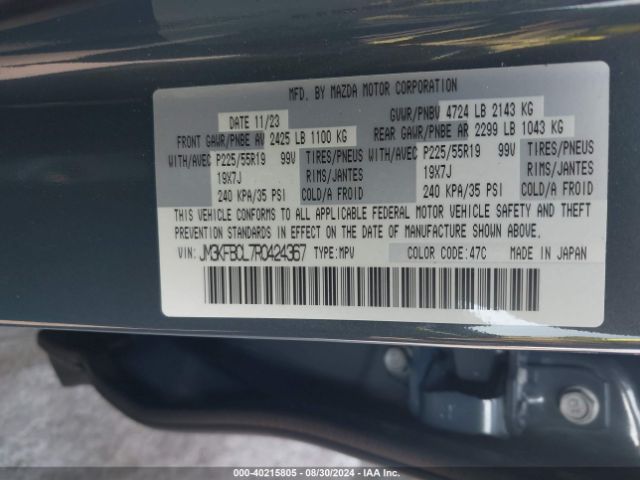 MFD. BY MAZDA MOTOR CORPORATION
DATE 11/23 GVWR/PNBV 4724 LB 2143 KG
FRONT GAWR/PNBE AV 2425 LB 1100 KG REAR GAWR/PNBE AR 2299 LB 1043 KG
WITH/AVEC P225/55R19 99V TIRES/PNEUS WITH/AVEC P225/55R19 99V TIRES/PNEUS
19X7J RIMS/JANTES 19X7J RIMS/JANTES
240 KPA/35 PSI COLD/A FROID 240 KPA/35 PSI COLD/A FROID
THIS VEHICLE CONFORMS TO ALL APPLICABLE FEDERAL MOTOR VEHICLE SAFETY AND THEFT
PREVENTION STANDARDS IN EFFECT ON THE DATE OF MANUFACTURE SHOWN ABOVE.
VIN: JM3KFBCL7R0424367 TYPE:MPV COLOR CODE:47C MADE IN JAPAN
000-40215805 - 08/30/2024 - IAA Inc.